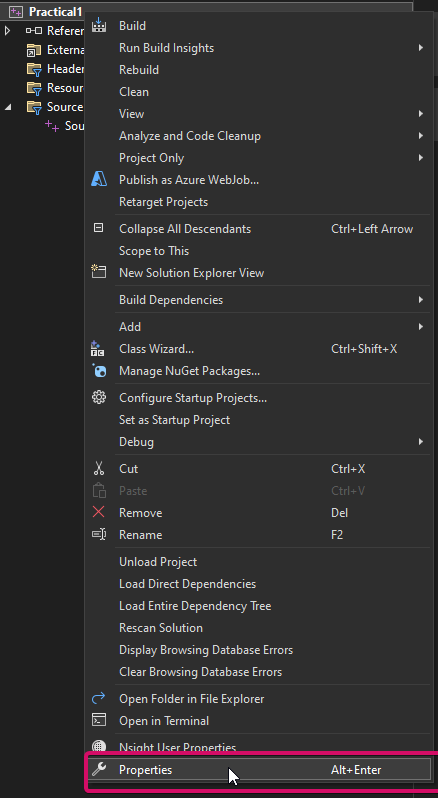 Practical1
Refere
Externa
Header
Resour
Source
Sou
Build
Run Build Insights
Rebuild
Clean
View
Analyze and Code Cleanup
Project Only
Publish as Azure WebJob...
Retarget Projects
Collapse All Descendants Ctrl+Left Arrow
Scope to This
New Solution Explorer View
Build Dependencies
Add
Class Wizard... Ctrl+Shift+X
Manage NuGet Packages...
Configure Startup Projects...
Set as Startup Project
Debug
Cut Ctrl+X
Paste Ctrl+V
Remove Del
Rename F2
Unload Project
Load Direct Dependencies
Load Entire Dependency Tree
Rescan Solution
Display Browsing Database Errors
Clear Browsing Database Errors
Open Folder in File Explorer
Open in Terminal
Nsight User Properties
Properties Alt+Enter